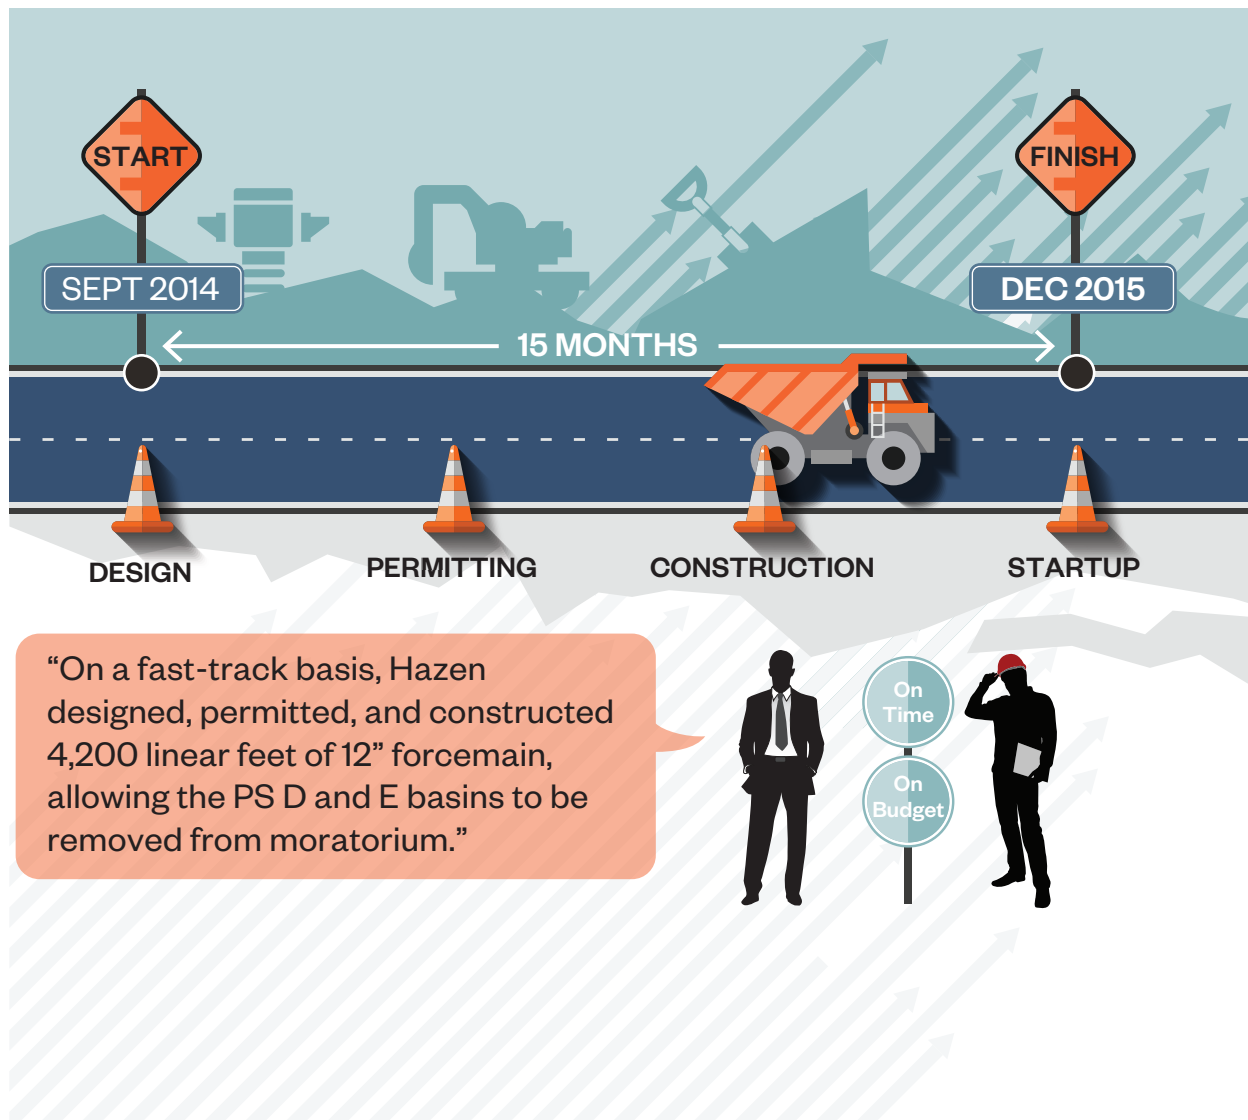 START
FINISH
SEPT 2014
DEC 2015
15 MONTHS
DESIGN
PERMITTING
CONSTRUCTION
STARTUP
“On a fast-track basis, Hazen
designed, permitted, and constructed
4,200 linear feet of 12” forcemain,
allowing the PS D and E basins to be
removed from moratorium.”
On
Time
On
Budget